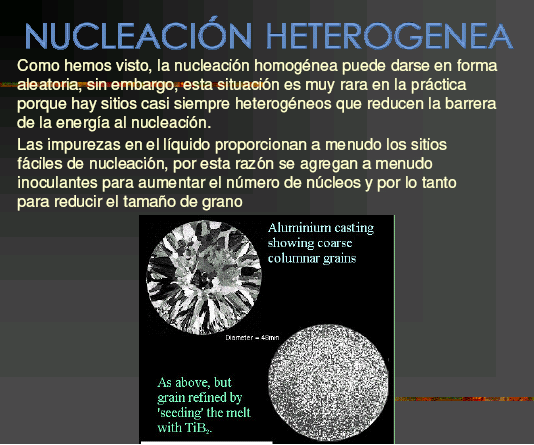 NUCLEACIÓN HETEROGENEA
Como hemos visto, la nucleación homogénea puede darse en forma
aleatoria, sin embargo, esta situación es muy rara en la práctica
porque hay sitios casi siempre heterogéneos que reducen la barrera
de la energía al nucleación.
Las impurezas en el líquido proporcionan a menudo los sitios
fáciles de nucleación, por esta razón se agregan a menudo
inoculantes para aumentar el número de núcleos y por lo tanto
para reducir el tamaño de grano
Aluminium casting
showing coarse
columnar grains
Diameter = 45mm
As above, but
grain refined by
'seeding' the melt
with TiB₂.